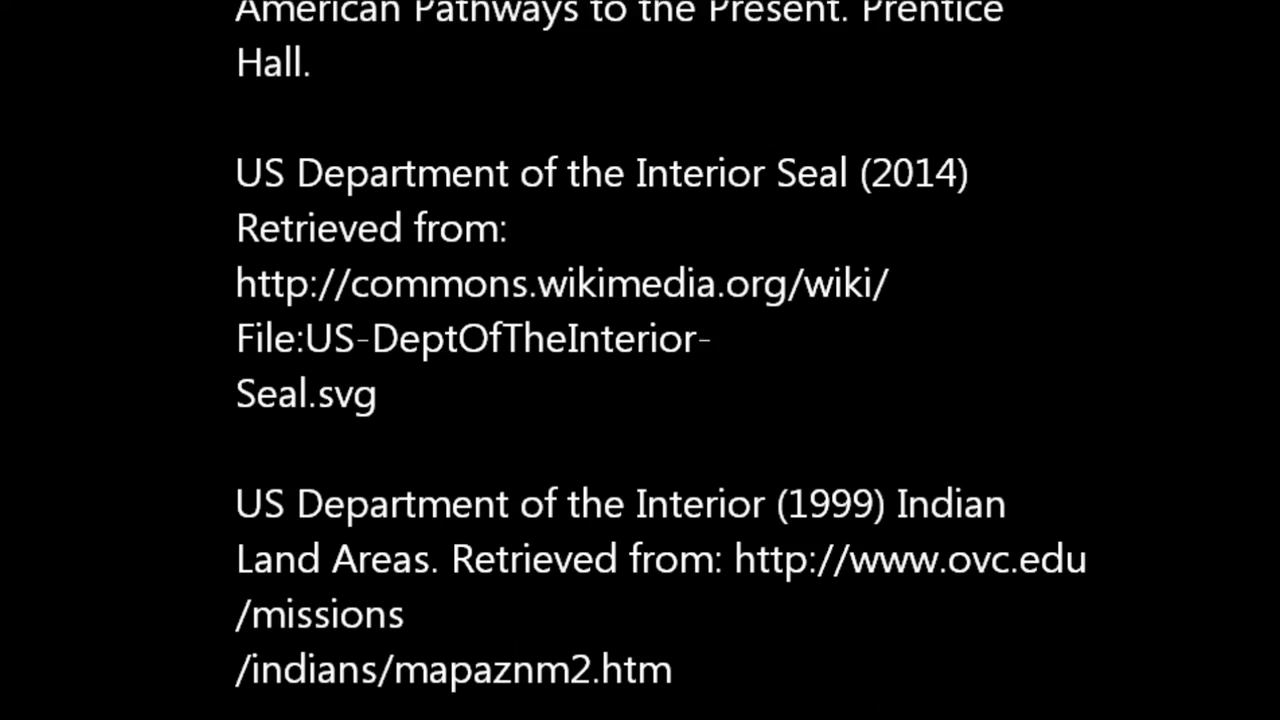 American Pathways to the Present. Prentice
Hall.
US Department of the Interior Seal (2014)
Retrieved from:
http://commons.wikimedia.org/wiki/
File:US-DeptOfTheInterior-
Seal.svg
US Department of the Interior (1999) Indian
Land Areas. Retrieved from: http://www.ovc.edu
/missions
/indians/mapaznm2.htm